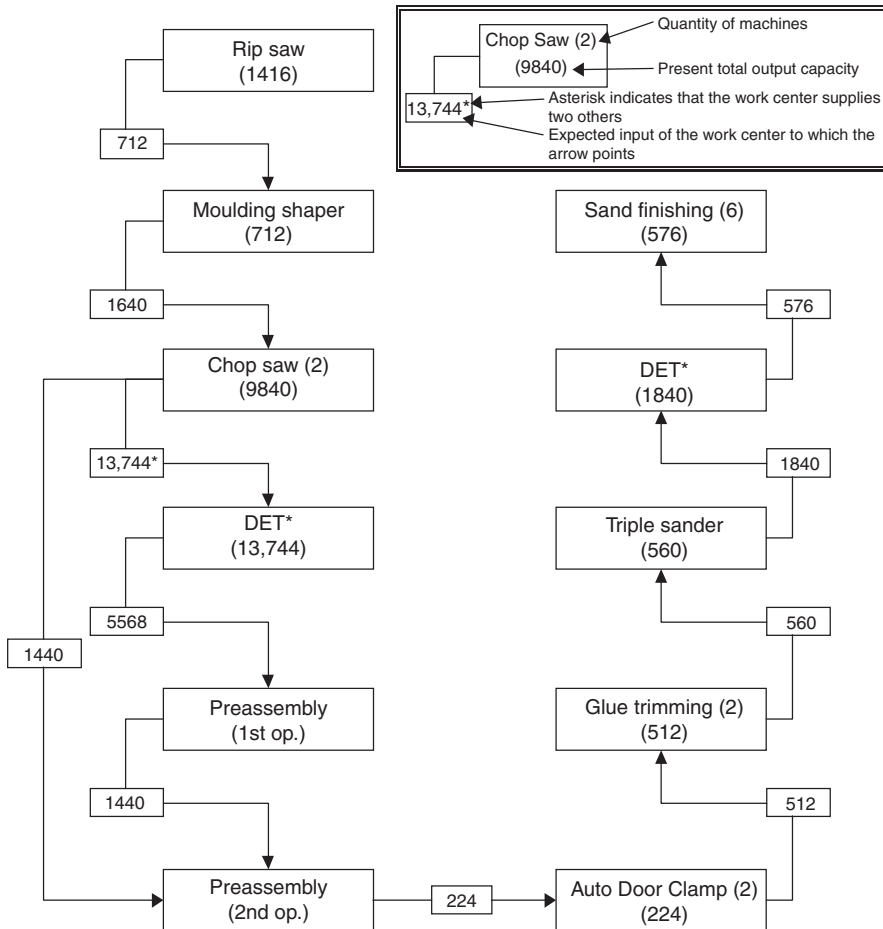 Chop Saw (2)
(9840)
13,744*
Quantity of machines
Present total output capacity
Asterisk indicates that the work center supplies
two others
Expected input of the work center to which the
arrow points
Rip saw
(1416)
712
Moulding shaper
(712)
1640
Chop saw (2)
(9840)
13,744*
DET*
(13,744)
5568
1440
Preassembly
(1st op.)
1440
Preassembly
(2nd op.)
224
Auto Door Clamp (2)
(224)
512
Glue trimming (2)
(512)
560
Triple sander
(560)
1840
DET*
(1840)
576
Sand finishing (6)
(576)